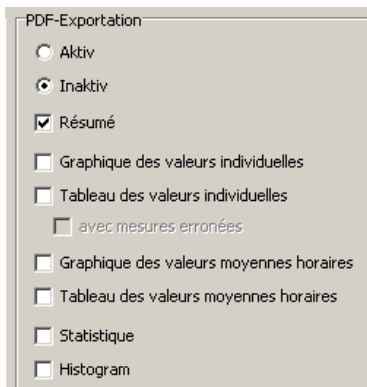 PDF-Exportation
Aktiv
Inaktiv
Résumé
Graphique des valeurs individuelles
Tableau des valeurs individuelles
avec mesures erronées
Graphique des valeurs moyennes horaires
Tableau des valeurs moyennes horaires
Statistique
Histogram